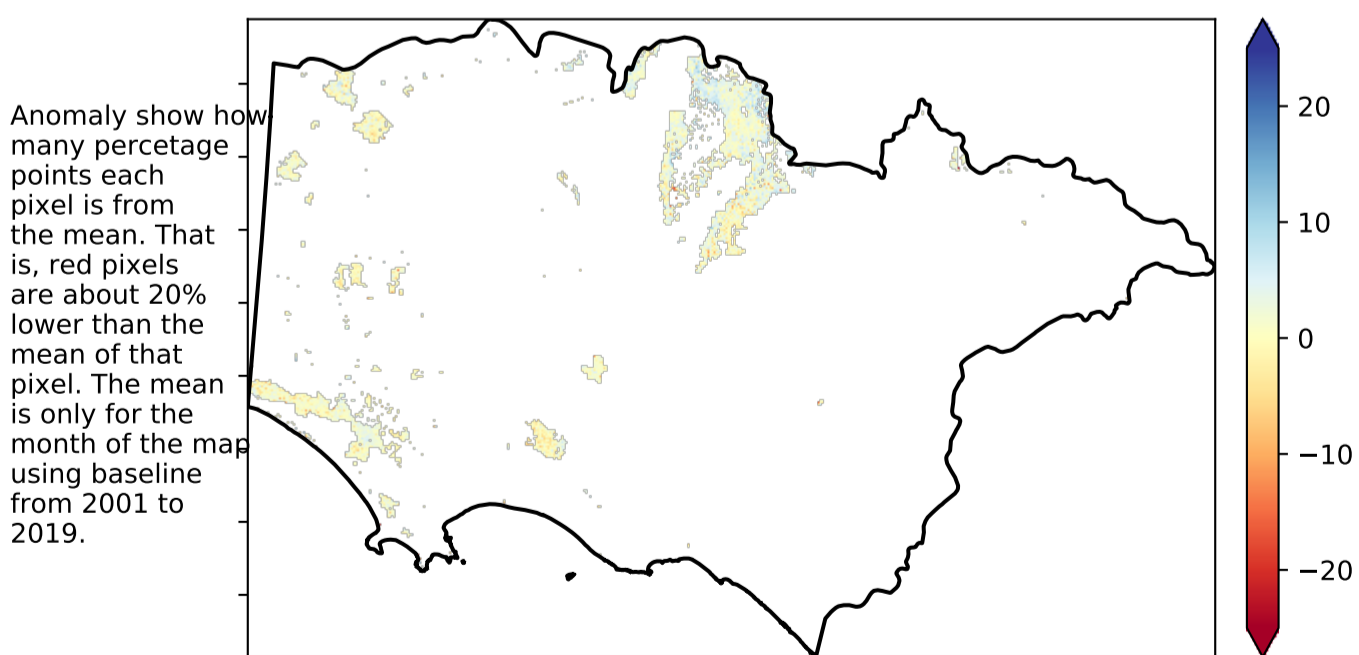 Anomaly show how
many percetage
points each
pixel is from
the mean. That
is, red pixels
are about 20%
lower than the
mean of that
pixel. The mean
is only for the
month of the map
using baseline
from 2001 to
2019.
20
10
0
−10
−20